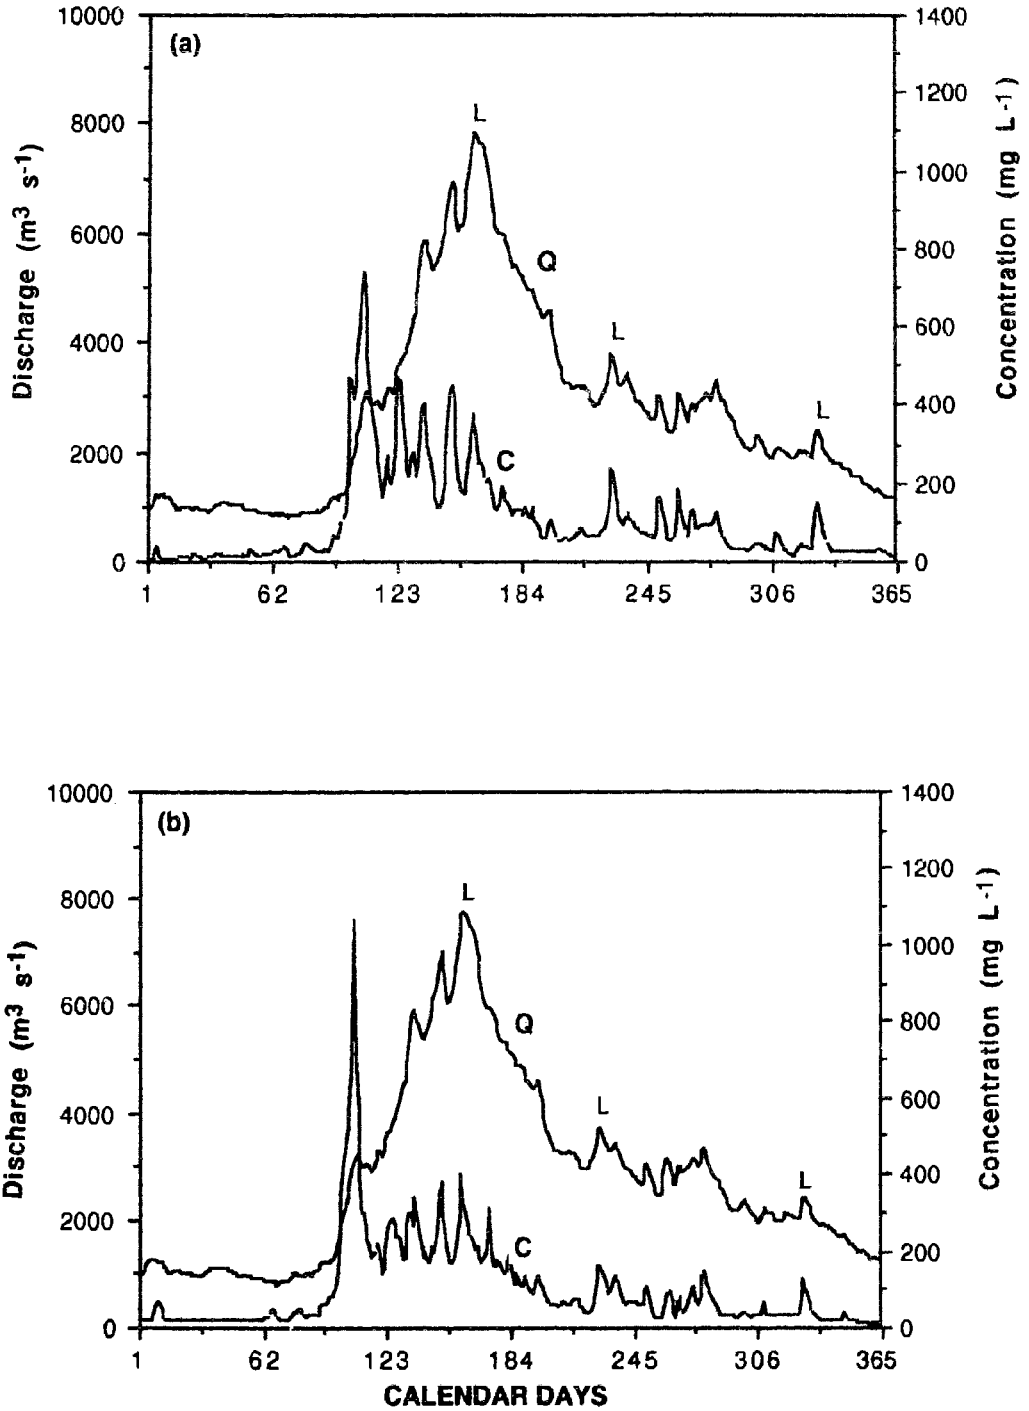 (a)
Discharge (m³ s-¹)
10000
8000
6000
4000
2000
0
1400
1200
1000
800
600
400
200
0
Concentration (mg L-¹)
L
Q
L
L
C
1 62 123 184 245 306 365
(b)
Discharge (m³ s-¹)
10000
8000
6000
4000
2000
0
1400
1200
1000
800
600
400
200
0
Concentration (mg L-¹)
L
Q
L
L
C
1 62 123 184 245 306 365
CALENDAR DAYS